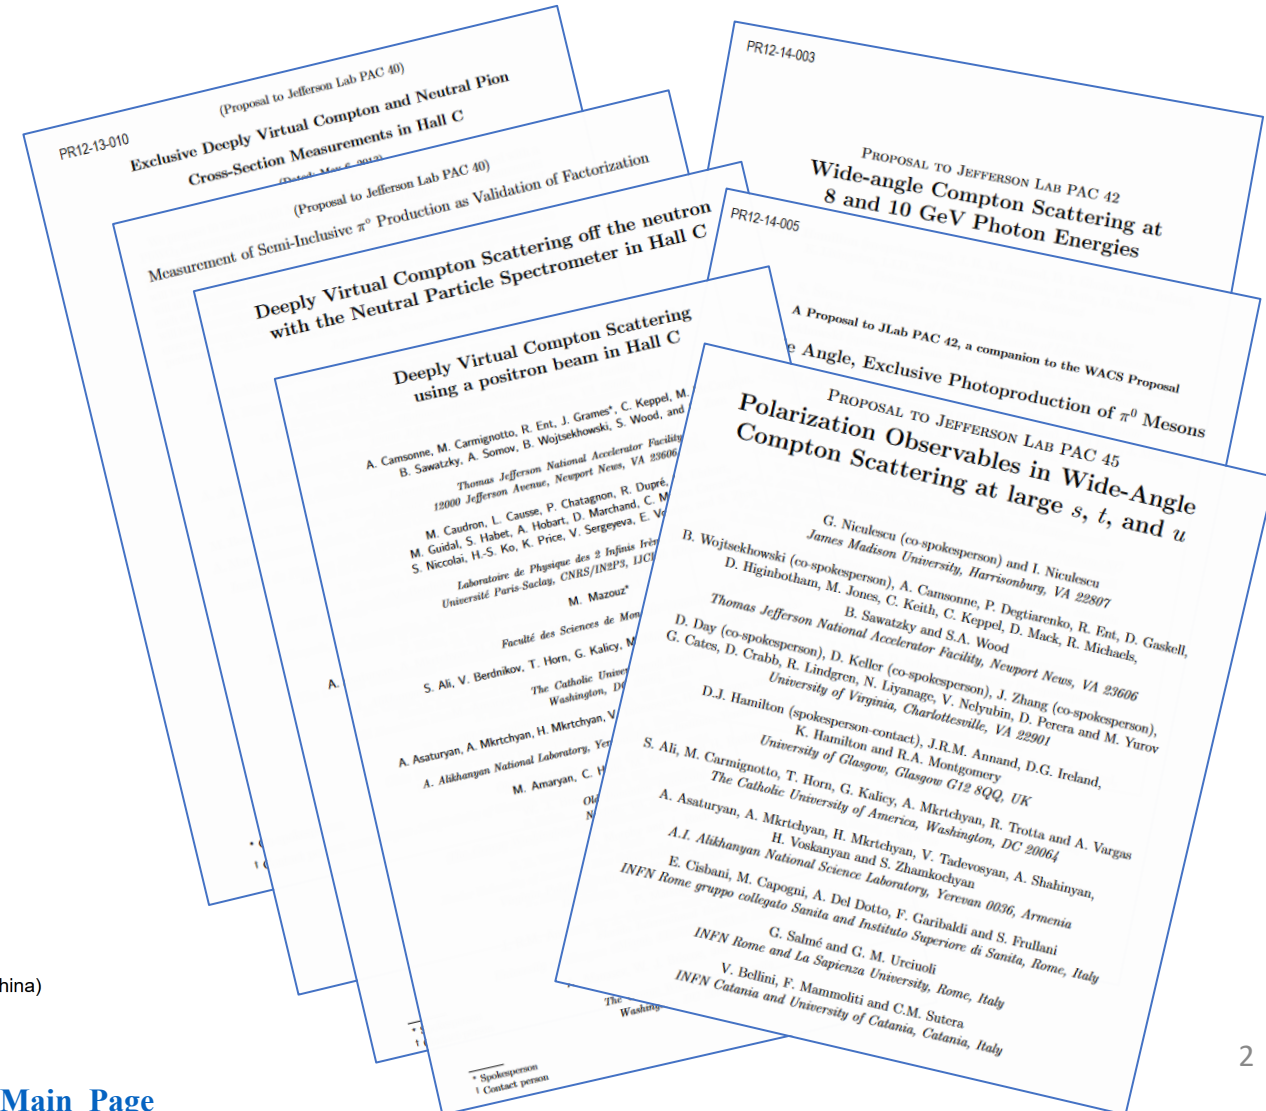 PR12-13-010
(Proposal to Jefferson Lab PAC 40)
Exclusive Deeply Virtual Compton and Neutral Pion
Cross-Section Measurements in Hall C
(Proposal to Jefferson Lab PAC 40)
Measurement of Semi-Inclusive π° Production as Validation of Factorization
Deeply Virtual Compton Scattering off the neutron
with the Neutral Particle Spectrometer in Hall C
A.
Deeply Virtual Compton Scattering
using a positron beam in Hall C
A. Camsonne, M. Carmignotto, R. Ent, J. Grames*, C. Keppel, M.
B. Sawatzky, A. Somov, B. Wojtsekhowski, S. Wood, and
Thomas Jefferson National Accelerator Facility
12000 Jefferson Avenue, Newport News, VA 23606
M. Caudron, L. Causse, P. Chatagnon, R. Dupré,
M. Guidal, S. Habet, A. Hobart, D. Marchand, C. M
S. Niccolai, H.-S. Ko, K. Price, V. Sergeyeva, E. Vo
Laboratoire de Physique des 2 Infinis Irèn
Université Paris-Saclay, CNRS/IN2P3, IJCL
M. Mazouz*
Faculté des Sciences de Mon
S. Ali, V. Berdnikov, T. Horn, G. Kalicy, M
The Catholic Univer
Washington, D
A. Asaturyan, A. Mkrtchyan, H. Mkrtchyan, V
A. Alikhanyan National Laboratory, Yer
M. Amaryan, C. H
Ol
N
The
Washing
* Spokesperson
† Contact person
PR12-14-003
Proposal to Jefferson Lab PAC 42
Wide-angle Compton Scattering at
8 and 10 GeV Photon Energies
PR12-14-005
A Proposal to JLab PAC 42, a companion to the WACS Proposal
e Angle, Exclusive Photoproduction of π⁰ Mesons
Proposal to Jefferson Lab PAC 45
Polarization Observables in Wide-Angle
Compton Scattering at large s, t, and u
G. Niculescu (co-spokesperson) and I. Niculescu
James Madison University, Harrisonburg, VA 22807
B. Wojtsekhowski (co-spokesperson), A. Camsonne, P. Degtiarenko, R. Ent, D. Gaskell,
D. Higinbotham, M. Jones, C. Keith, C. Keppel, D. Mack, R. Michaels,
B. Sawatzky and S.A. Wood
Thomas Jefferson National Accelerator Facility, Newport News, VA 23606
D. Day (co-spokesperson), D. Keller (co-spokesperson), J. Zhang (co-spokesperson),
G. Cates, D. Crabb, R. Lindgren, N. Liyanage, V. Nelyubin, D. Perera and M. Yurov
University of Virginia, Charlottesville, VA 22901
D.J. Hamilton (spokesperson-contact), J.R.M. Annand, D.G. Ireland,
K. Hamilton and R.A. Montgomery
University of Glasgow, Glasgow G12 8QQ, UK
S. Ali, M. Carmignotto, T. Horn, G. Kalicy, A. Mkrtchyan, R. Trotta and A. Vargas
The Catholic University of America, Washington, DC 20064
A. Asaturyan, A. Mkrtchyan, H. Mkrtchyan, V. Tadevosyan, A. Shahinyan,
H. Voskanyan and S. Zhamkochyan
A.I. Alikhanyan National Science Laboratory, Yerevan 0036, Armenia
E. Cisbani, M. Capogni, A. Del Dotto, F. Garibaldi and S. Frullani
INFN Rome gruppo collegato Sanita and Instituto Superiore di Sanita, Rome, Italy
G. Salmé and G. M. Urciuoli
INFN Rome and La Sapienza University, Rome, Italy
V. Bellini, F. Mammoliti and C.M. Sutera
INFN Catania and University of Catania, Catania, Italy
hina)
2
Main_Page